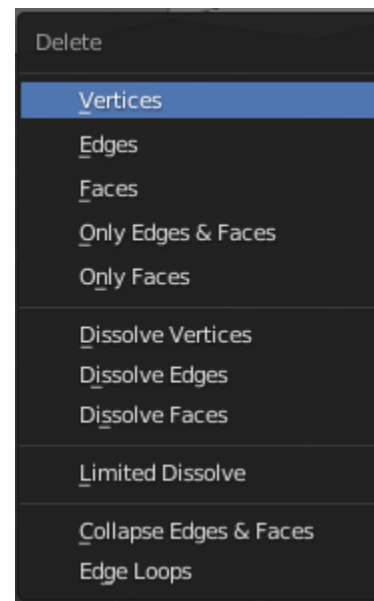 Delete
Vertices
Edges
Faces
Only Edges & Faces
Only Faces
Dissolve Vertices
Dissolve Edges
Dissolve Faces
Limited Dissolve
Collapse Edges & Faces
Edge Loops